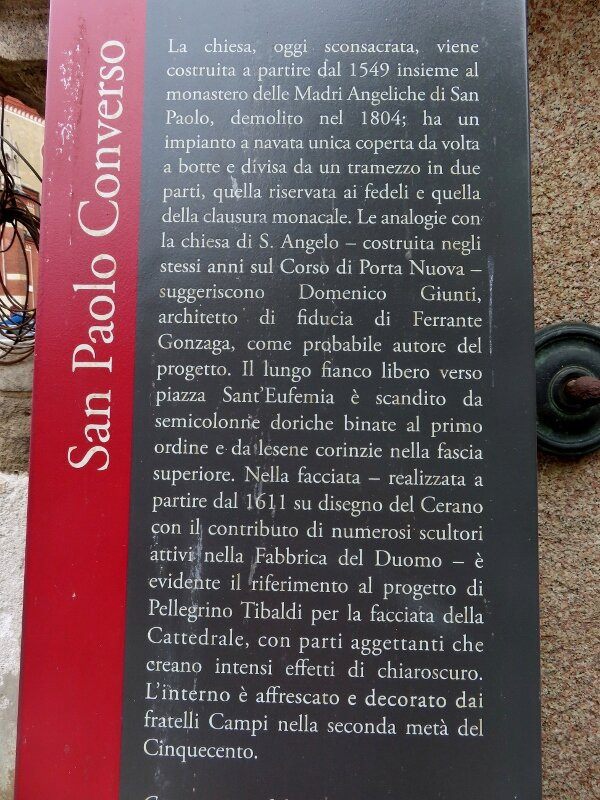 San Paolo Converso
La chiesa, oggi sconsacrata, viene
costruita a partire dal 1549 insieme al
monastero delle Madri Angeliche di San
Paolo, demolito nel 1804; ha un
impianto a navata unica coperta da volta
a botte e divisa da un tramezzo in due
parti, quella riservata ai fedeli e quella
della clausura monacale. Le analogie con
la chiesa di S. Angelo – costruita negli
stessi anni sul Corso di Porta Nuova –
suggeriscono Domenico Giunti,
architetto di fiducia di Ferrante
Gonzaga, come probabile autore del
progetto. Il lungo fianco libero verso
piazza Sant'Eufemia è scandito da
semicolonne doriche binate al primo
ordine e da lesene corinzie nella fascia
superiore. Nella facciata – realizzata a
partire dal 1611 su disegno del Cerano
con il contributo di numerosi scultori
attivi nella Fabbrica del Duomo – è
evidente il riferimento al progetto di
Pellegrino Tibaldi per la facciata della
Cattedrale, con parti aggettanti che
creano intensi effetti di chiaroscuro.
L'interno è affrescato e decorato dai
fratelli Campi nella seconda metà del
Cinquecento.